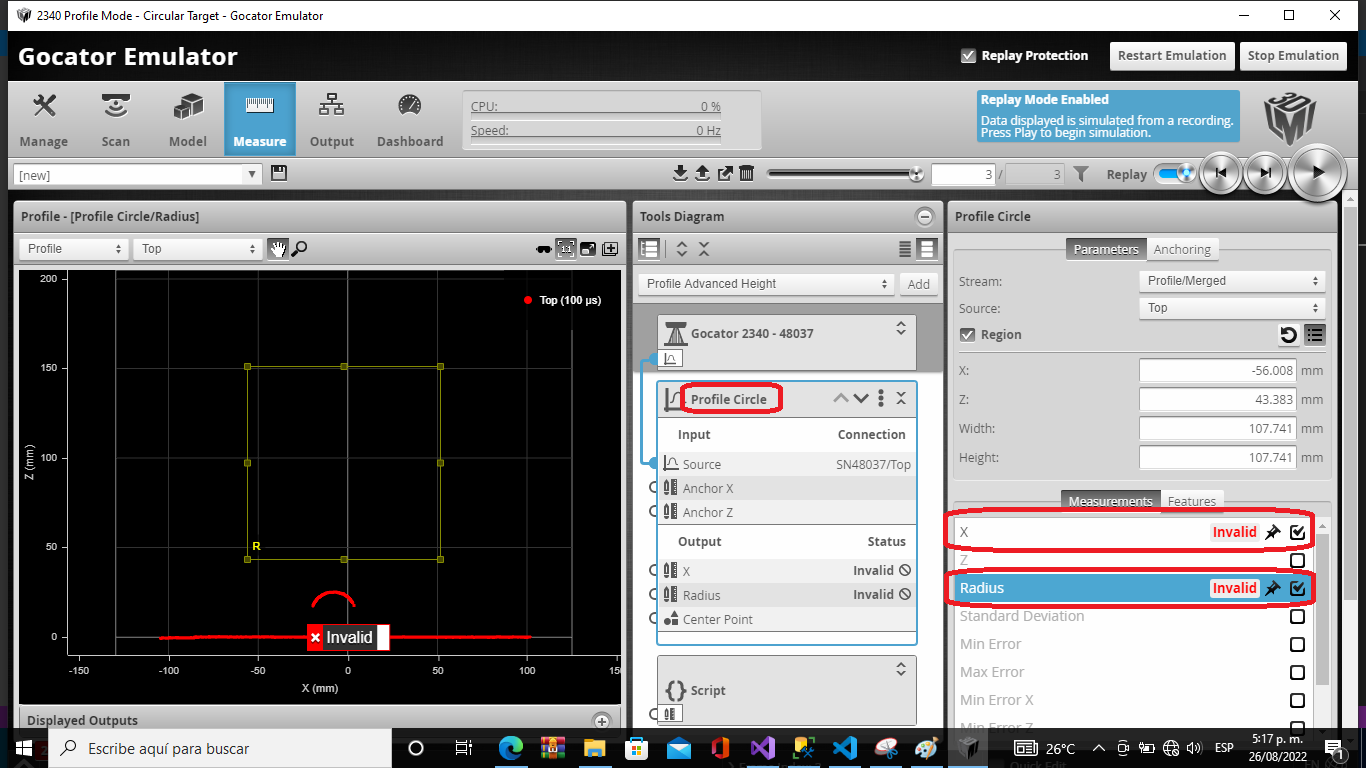 2340 Profile Mode - Circular Target - Gocator Emulator
Gocator Emulator
Replay Protection
Restart Emulation
Stop Emulation
Manage
Scan
Model
Measure
Output
Dashboard
CPU: 0 %
Speed: 0 Hz
Replay Mode Enabled
Data displayed is simulated from a recording.
Press Play to begin simulation.
[new]
3 / 3
Replay
Profile - [Profile Circle/Radius]
Profile
Top
1:1
Top (100 µs)
200
150
100
50
0
Z (mm)
R
Invalid
-150 -100 -50 0 50 100 150
X (mm)
Displayed Outputs
Tools Diagram
Profile Advanced Height
Add
Gocator 2340 - 48037
Profile Circle
Input Connection
Source SN48037/Top
Anchor X
Anchor Z
Output Status
X Invalid
Radius Invalid
Center Point
Script
Profile Circle
Parameters Anchoring
Stream: Profile/Merged
Source: Top
Region
X: -56.008 mm
Z: 43.383 mm
Width: 107.741 mm
Height: 107.741 mm
Measurements Features
X Invalid
Z
Radius Invalid
Standard Deviation
Min Error
Max Error
Min Error X
Min Error Z
Escribe aquí para buscar
26°C
ESP
5:17 p. m.
26/08/2022
1